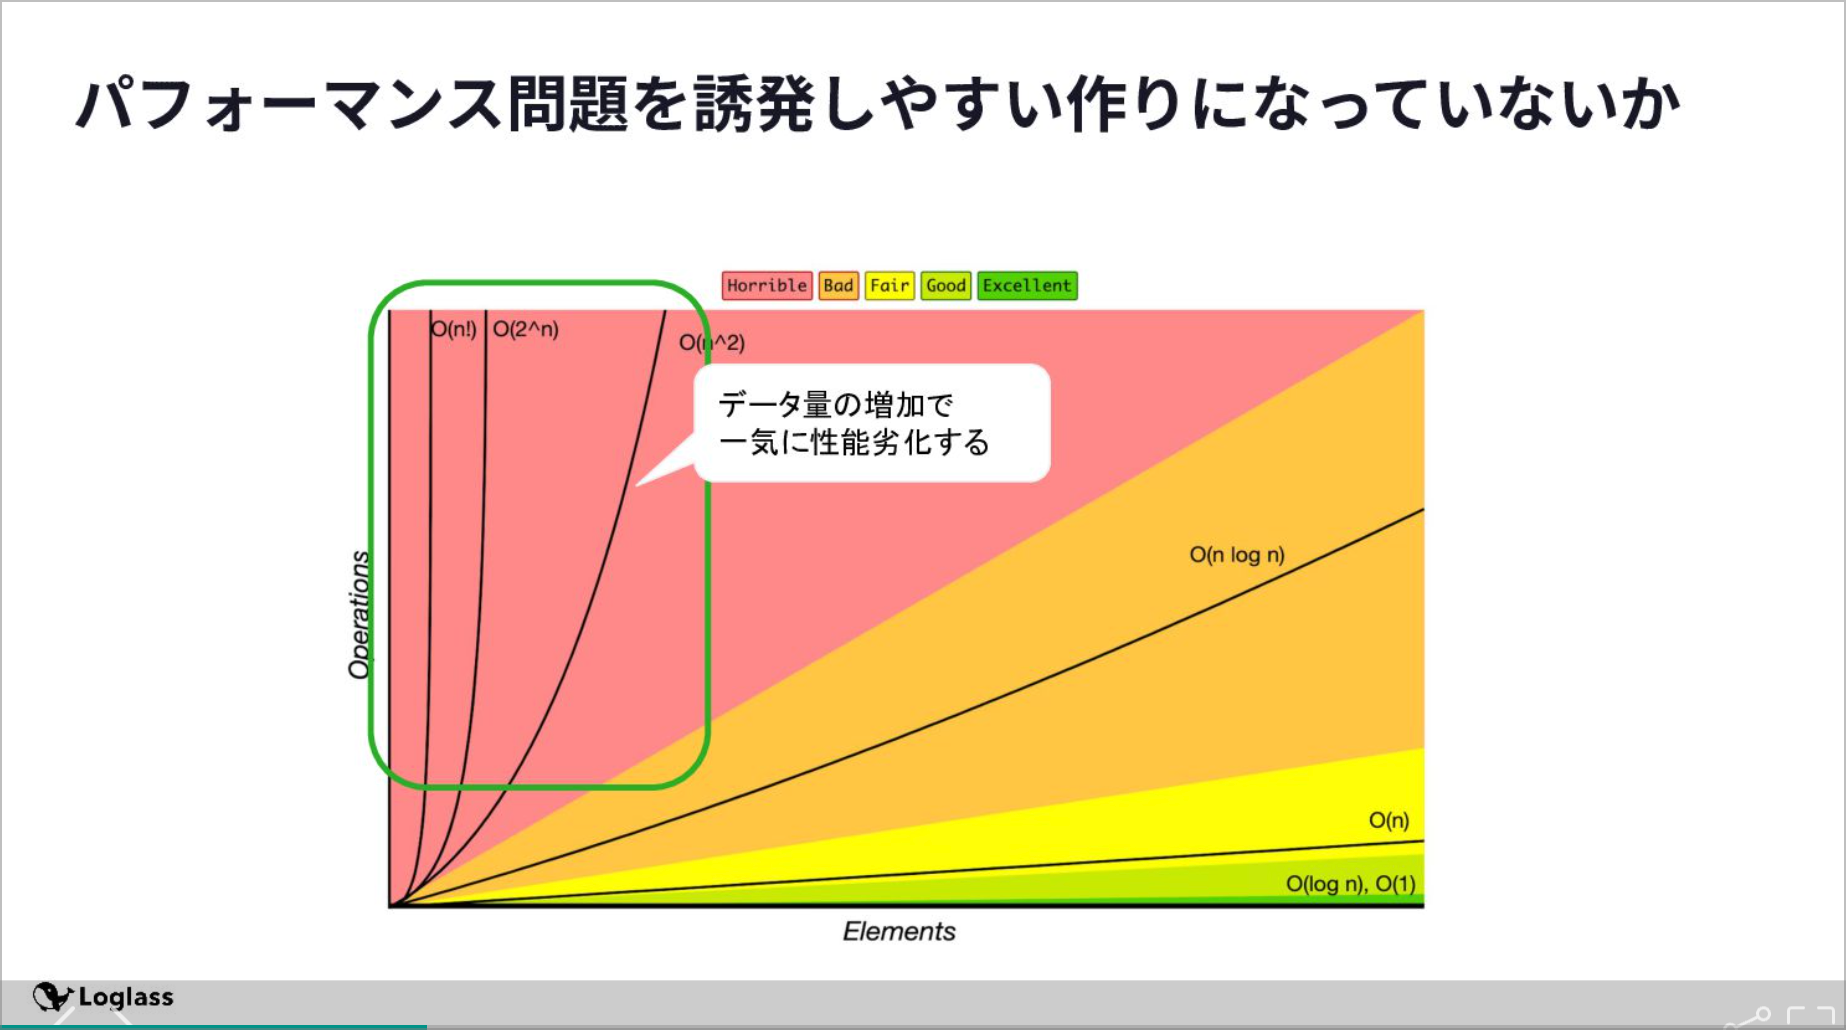 パフォーマンス問題を誘発しやすい作りになっていないか
Horrible Bad Fair Good Excellent
O(n!) O(2^n)
O(n^2)
データ量の増加で
一気に性能劣化する
O(n log n)
Operations
O(n)
O(log n), O(1)
Elements
Loglass